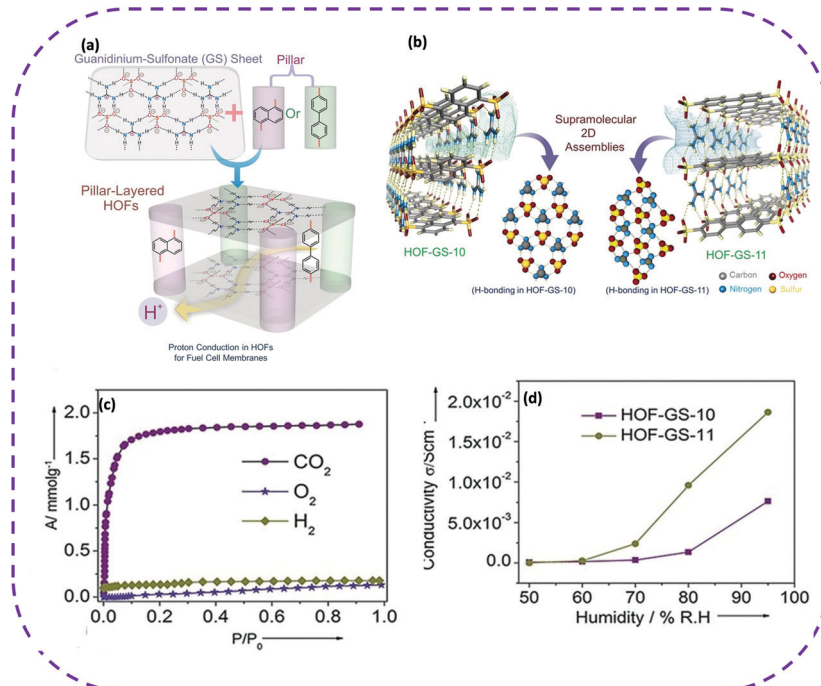 (a)
Guanidinium-Sulfonate (GS) Sheet
Pillar
Or
+
Pillar-Layered
HOFs
H⁺
Proton Conduction in HOFs
for Fuel Cell Membranes
(b)
Supramolecular
2D
Assemblies
HOF-GS-10
HOF-GS-11
(H-bonding in HOF-GS-10)
(H-bonding in HOF-GS-11)
Carbon
Oxygen
Nitrogen
Sulfur
(c)
A/ mmolg⁻¹
2.0
1.5
1.0
0.5
0.0
CO₂
O₂
H₂
0.0 0.2 0.4 0.6 0.8 1.0
P/P₀
(d)
Conductivity σ/Scm⁻¹
2.0x10⁻²
1.5x10⁻²
1.0x10⁻²
5.0x10⁻³
0.0
HOF-GS-10
HOF-GS-11
50 60 70 80 90 100
Humidity / % R.H